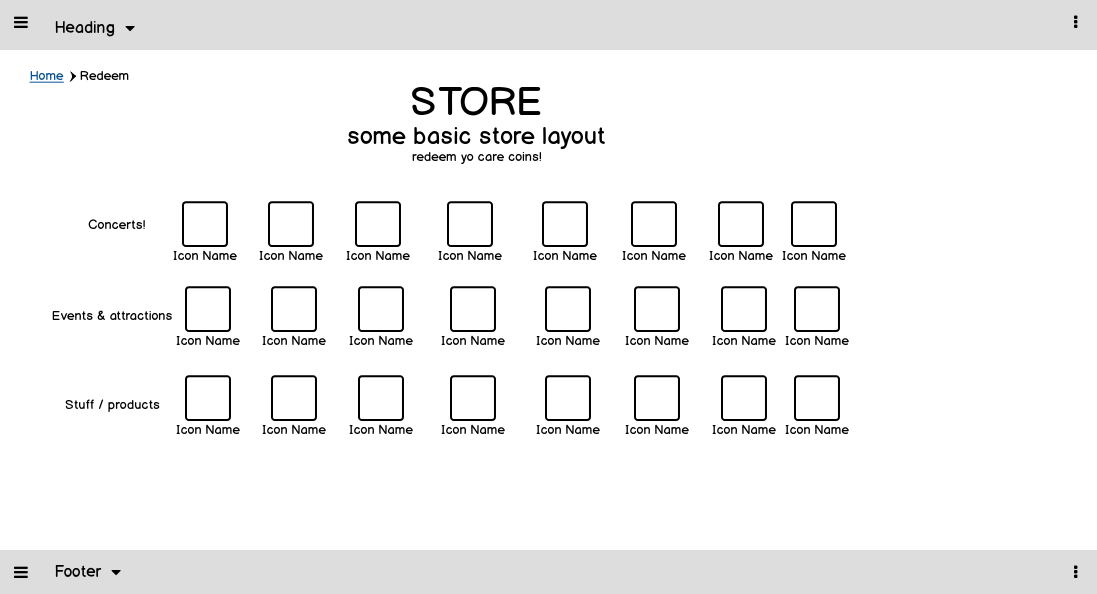 Heading
Home Redeem
STORE
some basic store layout
redeem yo care coins!
Concerts!
Icon Name Icon Name Icon Name Icon Name Icon Name Icon Name Icon Name Icon Name
Events & attractions
Icon Name Icon Name Icon Name Icon Name Icon Name Icon Name Icon Name Icon Name
Stuff / products
Icon Name Icon Name Icon Name Icon Name Icon Name Icon Name Icon Name Icon Name
Footer